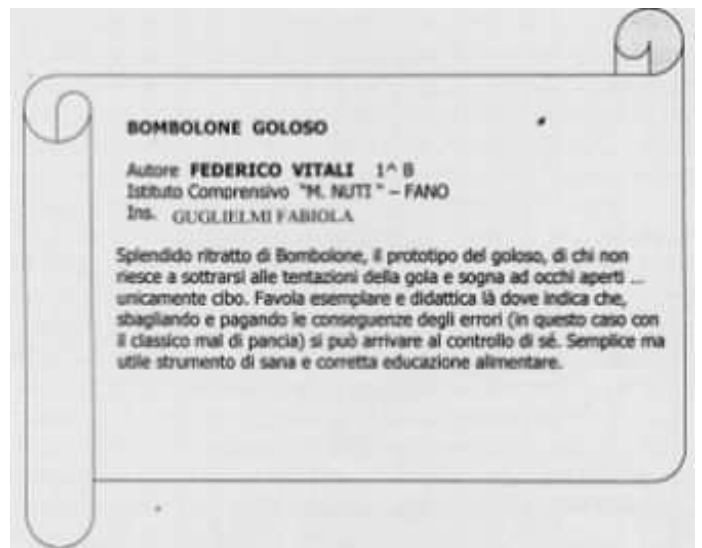 BOMBOLONE GOLOSO
Autore FEDERICO VITALI 1^ B
Istituto Comprensivo "M. NUTI " – FANO
Ins. GUGLIELMI FABIOLA
Splendido ritratto di Bombolone, il prototipo del goloso, di chi non
riesce a sottrarsi alle tentazioni della gola e sogna ad occhi aperti ...
unicamente cibo. Favola esemplare e didattica là dove indica che,
sbagliando e pagando le conseguenze degli errori (in questo caso con
il classico mal di pancia) si può arrivare al controllo di sé. Semplice ma
utile strumento di sana e corretta educazione alimentare.